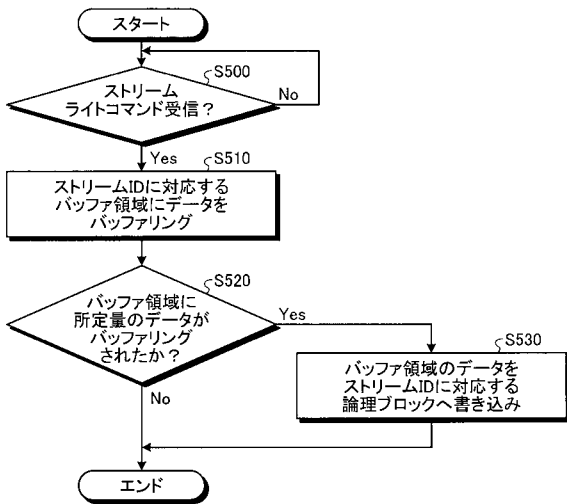 スタート
S500
ストリーム
ライトコマンド受信？
No
Yes
S510
ストリームIDに対応する
バッファ領域にデータを
バッファリング
S520
バッファ領域に
所定量のデータが
バッファリング
されたか？
Yes
No
S530
バッファ領域のデータを
ストリームIDに対応する
論理ブロックへ書き込み
エンド